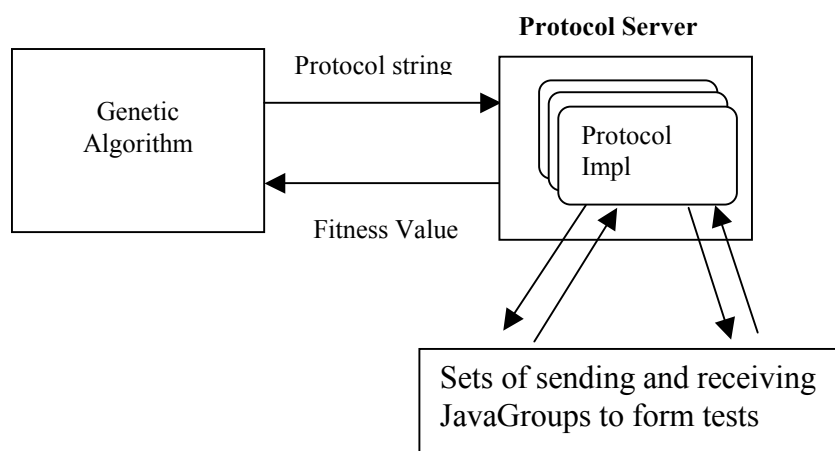 Protocol Server
Protocol string
Genetic
Algorithm
Protocol
Impl
Fitness Value
Sets of sending and receiving
JavaGroups to form tests